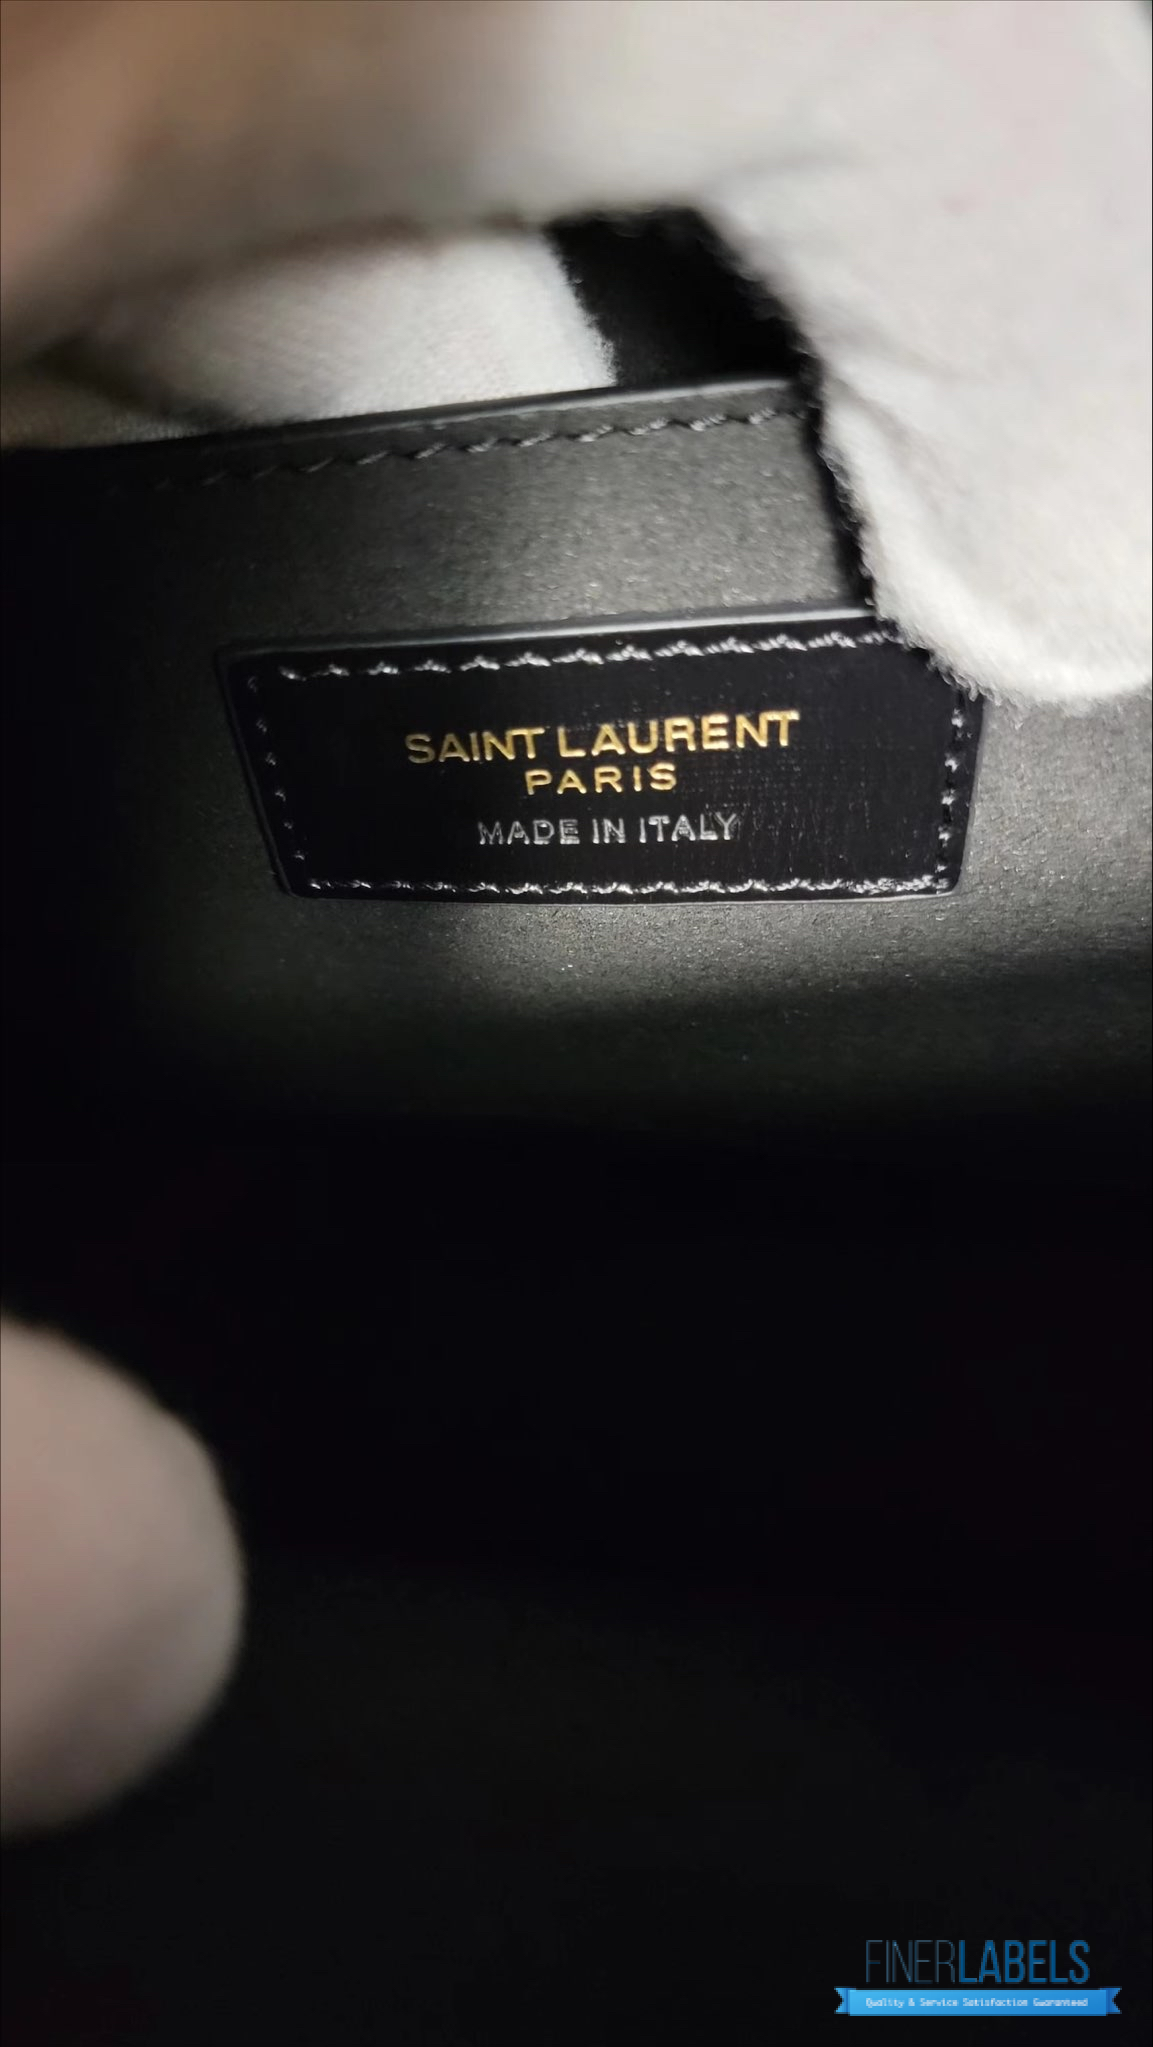 SAINT LAURENT
PARIS
MADE IN ITALY
FINERLABELS
Quality & Service Satisfaction Guaranteed